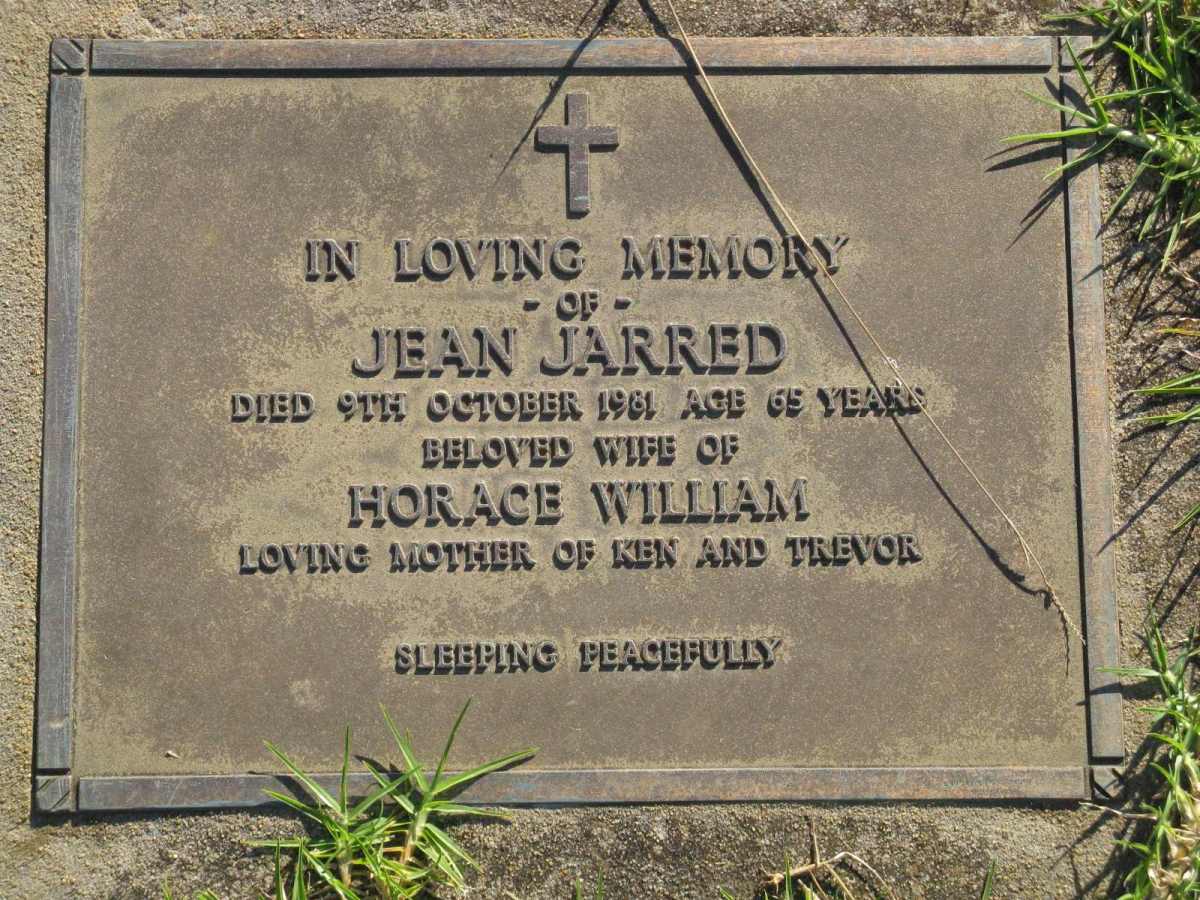 IN LOVING MEMORY
- OF -
JEAN JARRED
DIED 9TH OCTOBER 1981 AGE 65 YEARS
BELOVED WIFE OF
HORACE WILLIAM
LOVING MOTHER OF KEN AND TREVOR
SLEEPING PEACEFULLY